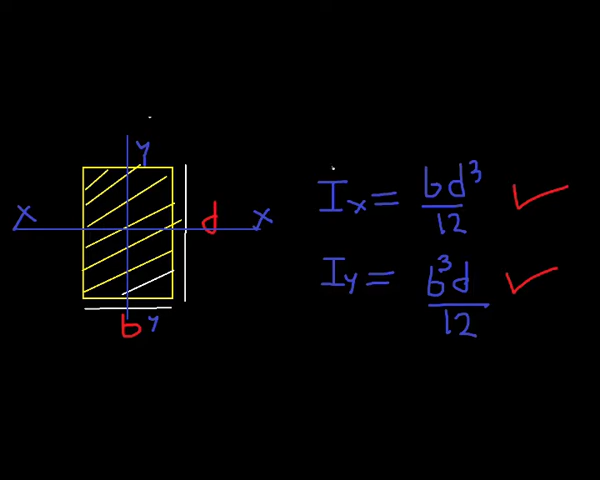 y
x
d
x
b
y
Ix = bd³/12
Iy = b³d/12